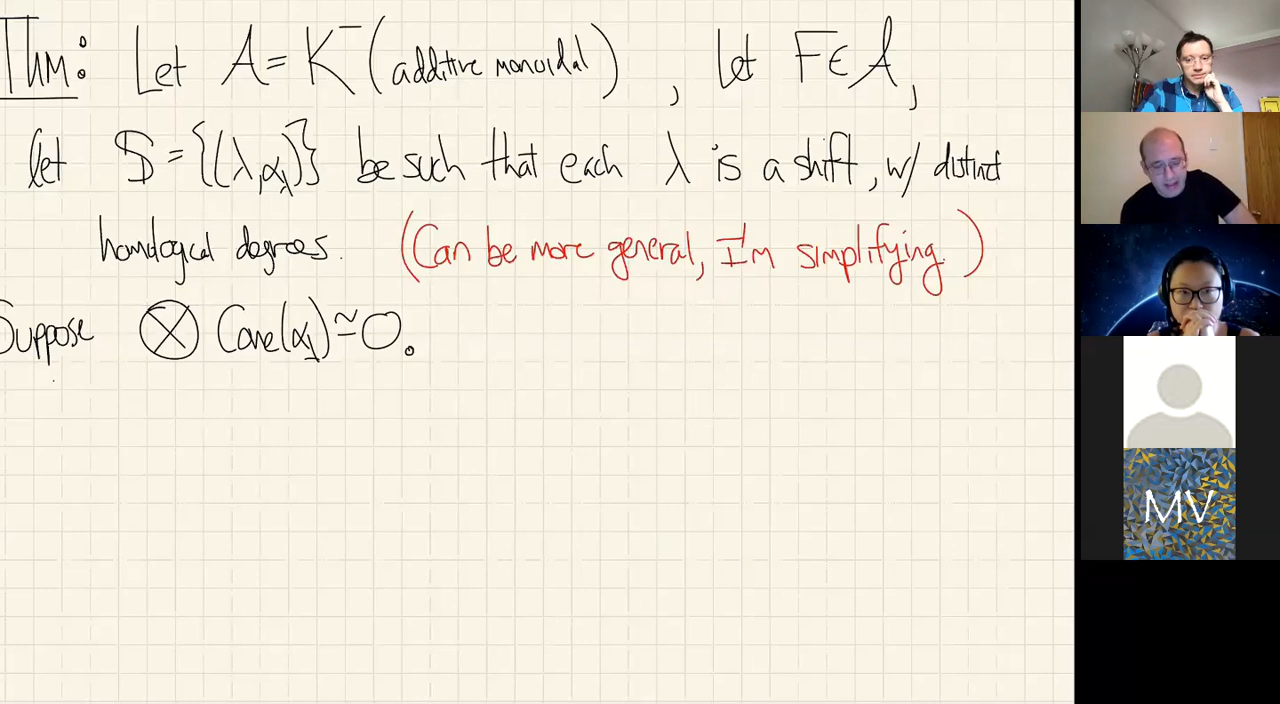 Thm: Let A = K⁻(additive monoidal), let F ∈ A,
let S = {(λ, α_λ)} be such that each λ is a shift, w/ distinct
homological degrees. (Can be more general, I'm simplifying.)
Suppose ⊗ Cone(α_λ) ≃ 0.
MV